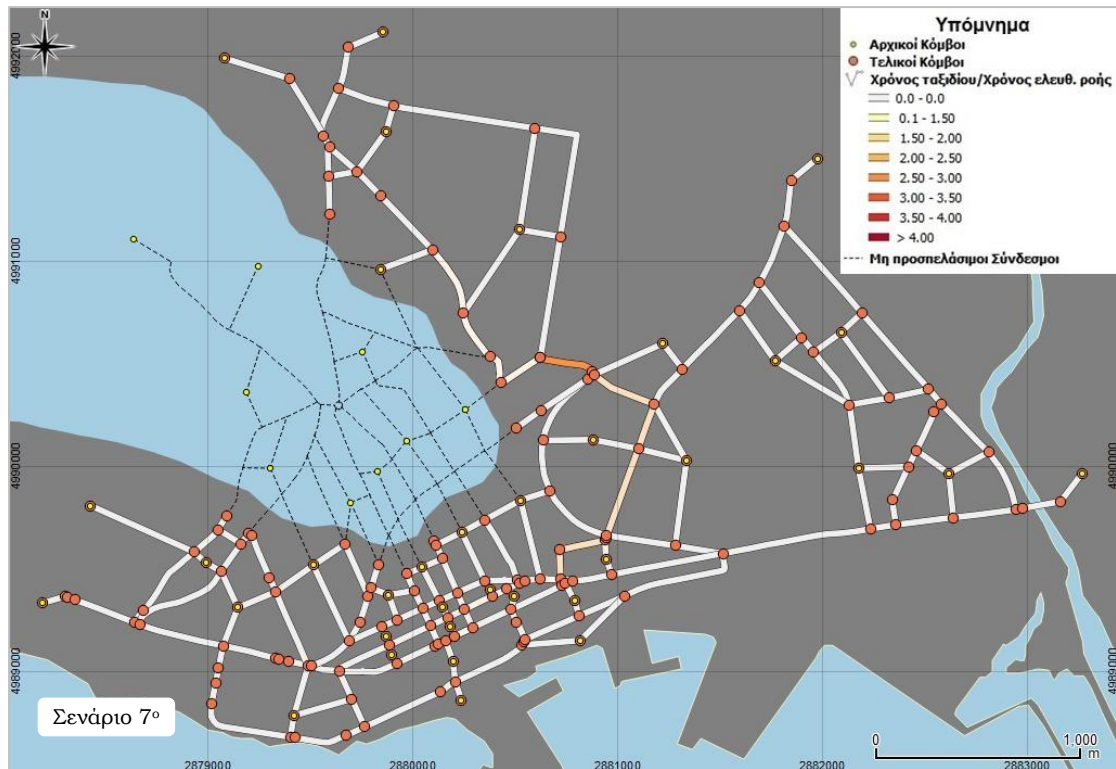 N
Υπόμνημα
Αρχικοί Κόμβοι
Τελικοί Κόμβοι
Χρόνος ταξιδίου/Χρόνος ελευθ. ροής
0.0 - 0.0
0.1 - 1.50
1.50 - 2.00
2.00 - 2.50
2.50 - 3.00
3.00 - 3.50
3.50 - 4.00
> 4.00
Μη προσπελάσιμοι Σύνδεσμοι
4992000
4992000
4991000
4991000
4990000
4990000
4989000
4989000
Σενάριο 7º
0 1,000
m
2879000 2880000 2881000 2882000 2883000